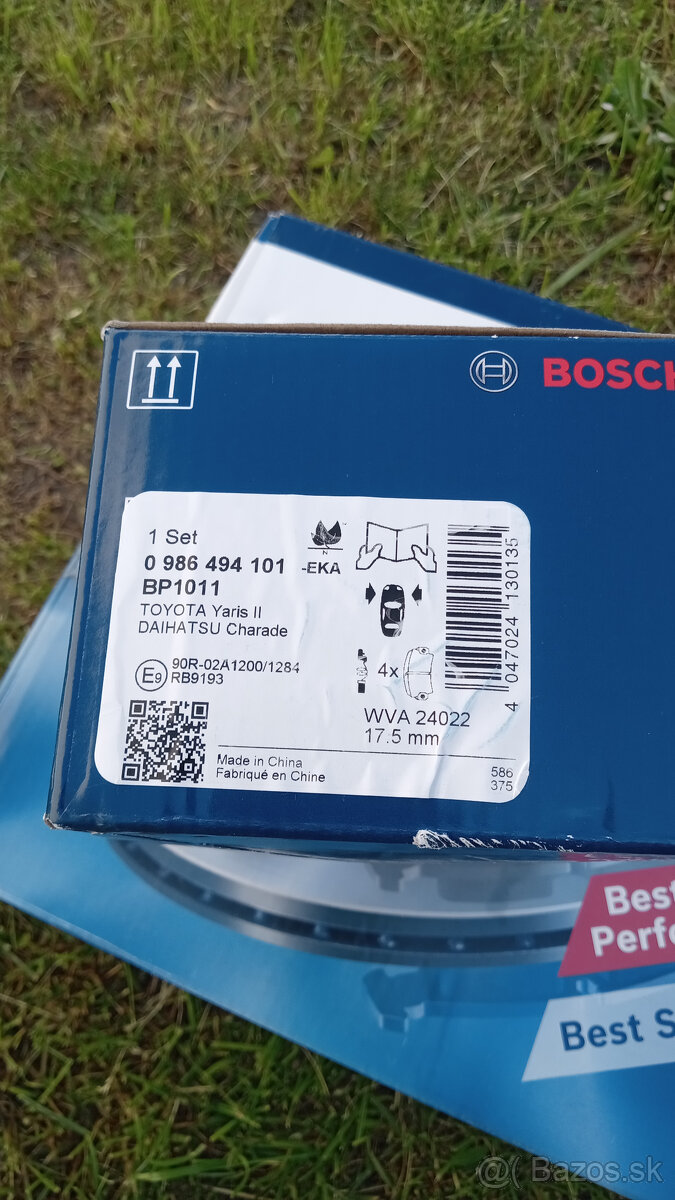 BOSCH
1 Set
0 986 494 101
-EKA
BP1011
TOYOTA Yaris II
DAIHATSU Charade
E9
90R-02A1200/1284
RB9193
N
4x
WVA 24022
17.5 mm
4 047024 130135
Made in China
Fabriqué en Chine
586
375
Best
Perfo
Best S
@( Bazos.sk